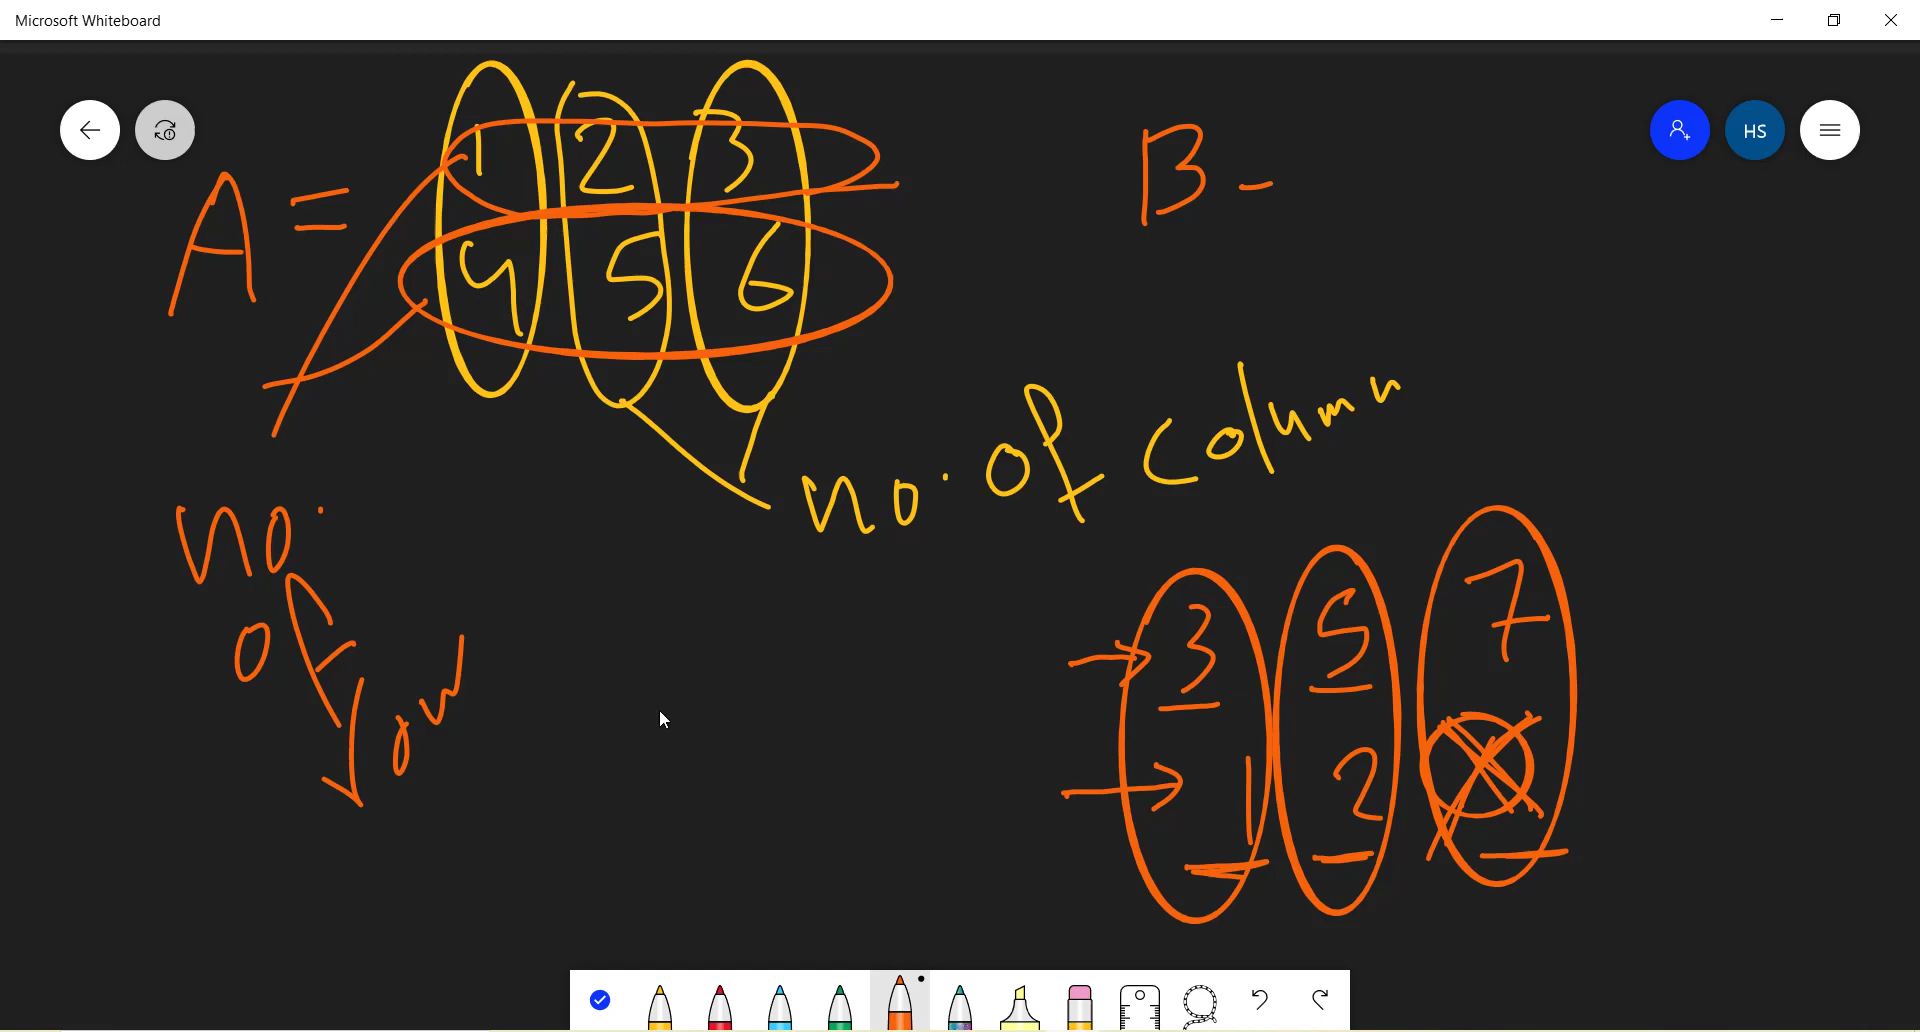 Microsoft Whiteboard
HS
A = 1 2 3
4 5 6
B -
no. of column
no.
of
row
3 5 7
1 2